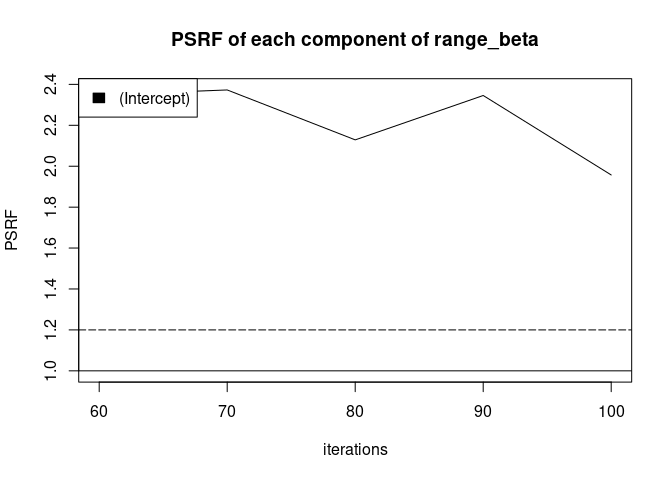 PSRF of each component of range_beta
(Intercept)
2.4
2.2
2.0
1.8
1.6
1.4
1.2
1.0
PSRF
60 70 80 90 100
iterations